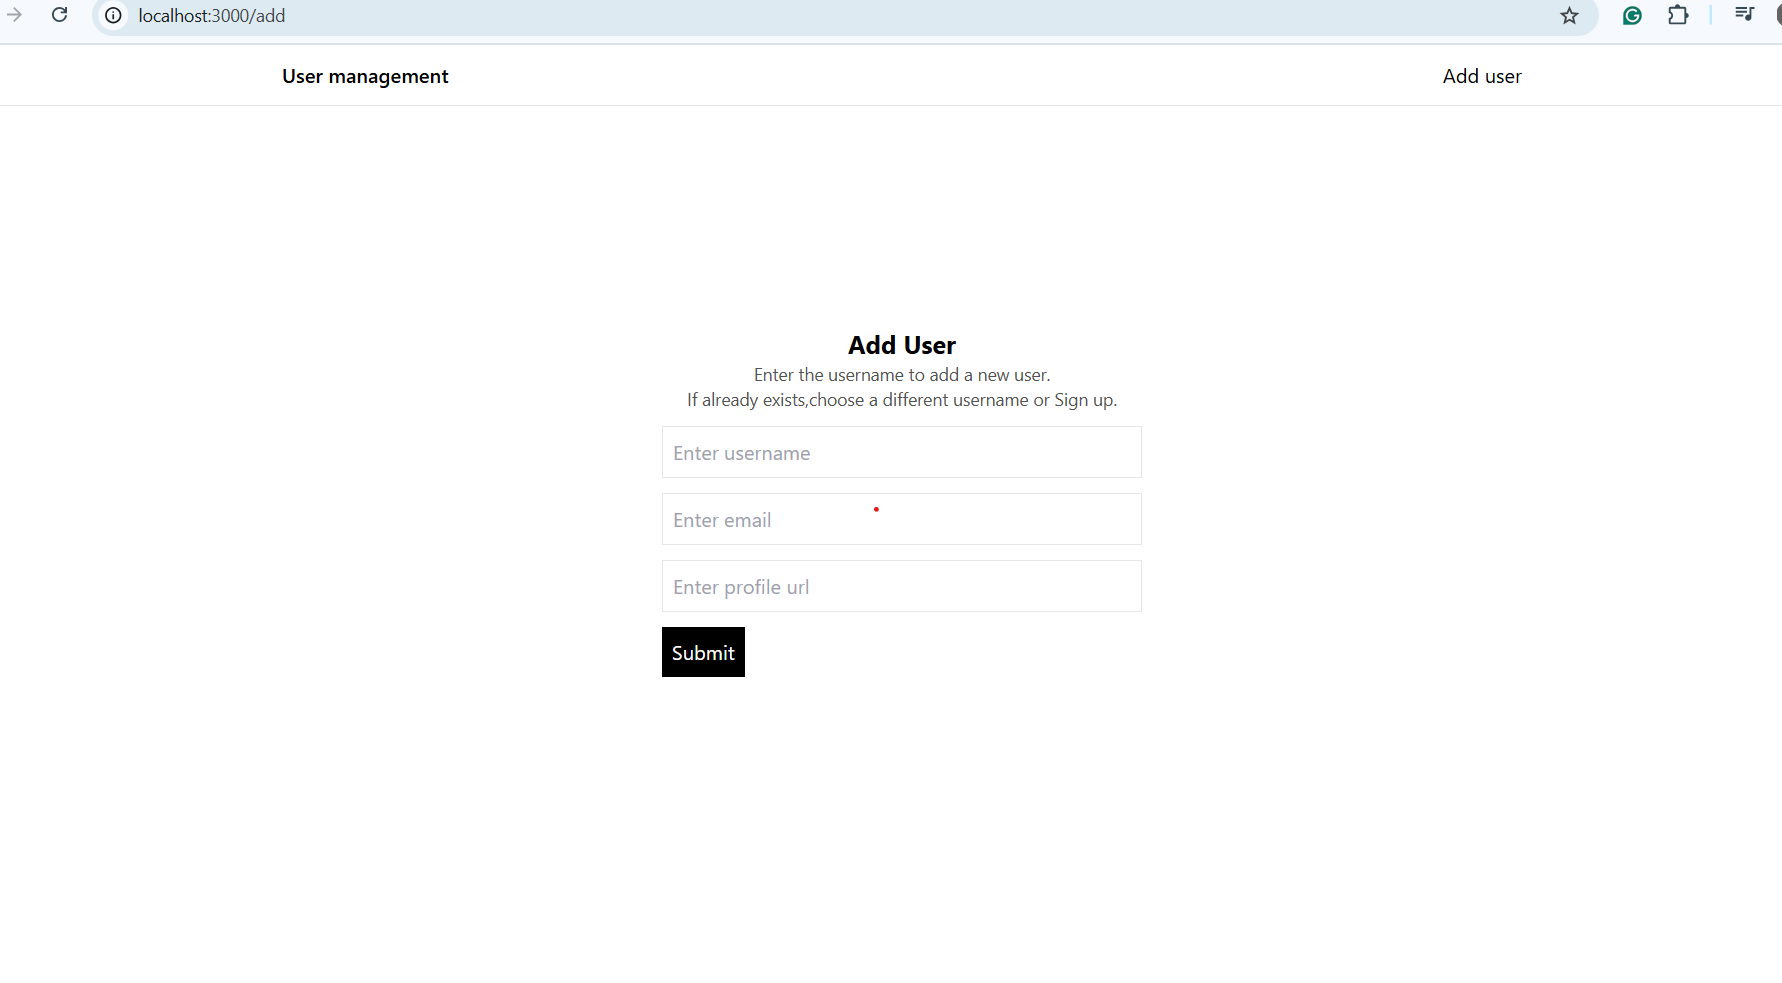 localhost:3000/add
User management
Add user
Add User
Enter the username to add a new user.
If already exists,choose a different username or Sign up.
Enter username
Enter email
Enter profile url
Submit